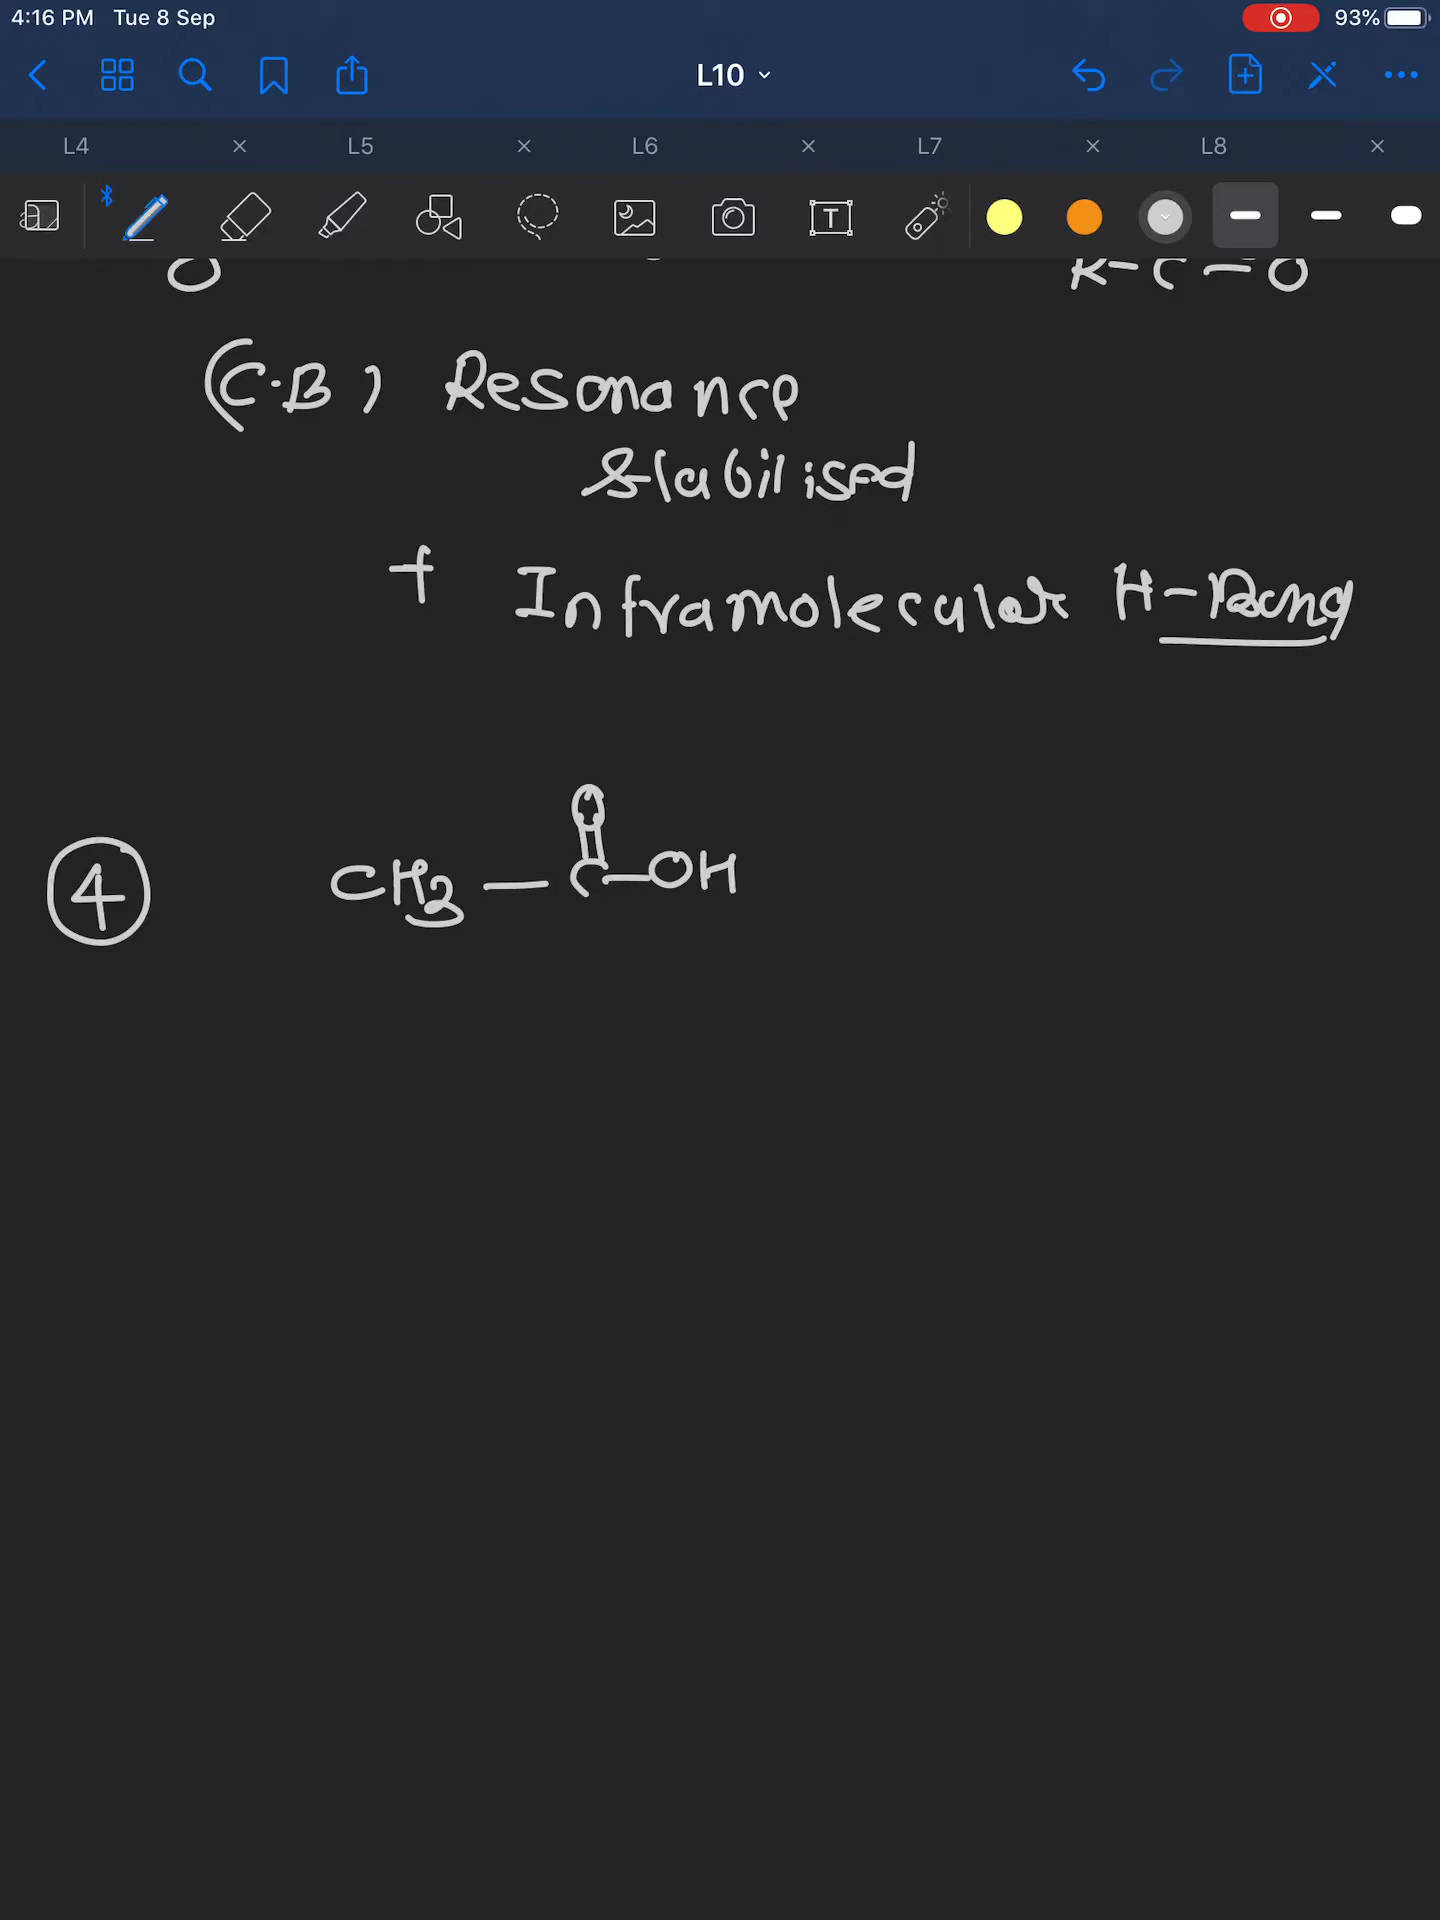 4:16 PM Tue 8 Sep 93%
L10
L4 × L5 × L6 × L7 × L8 ×
a T
O R-C-O
(C.B) Resonance
Stabilised
+ Intramolecular H-Bond
O
④ CH3 - C-OH